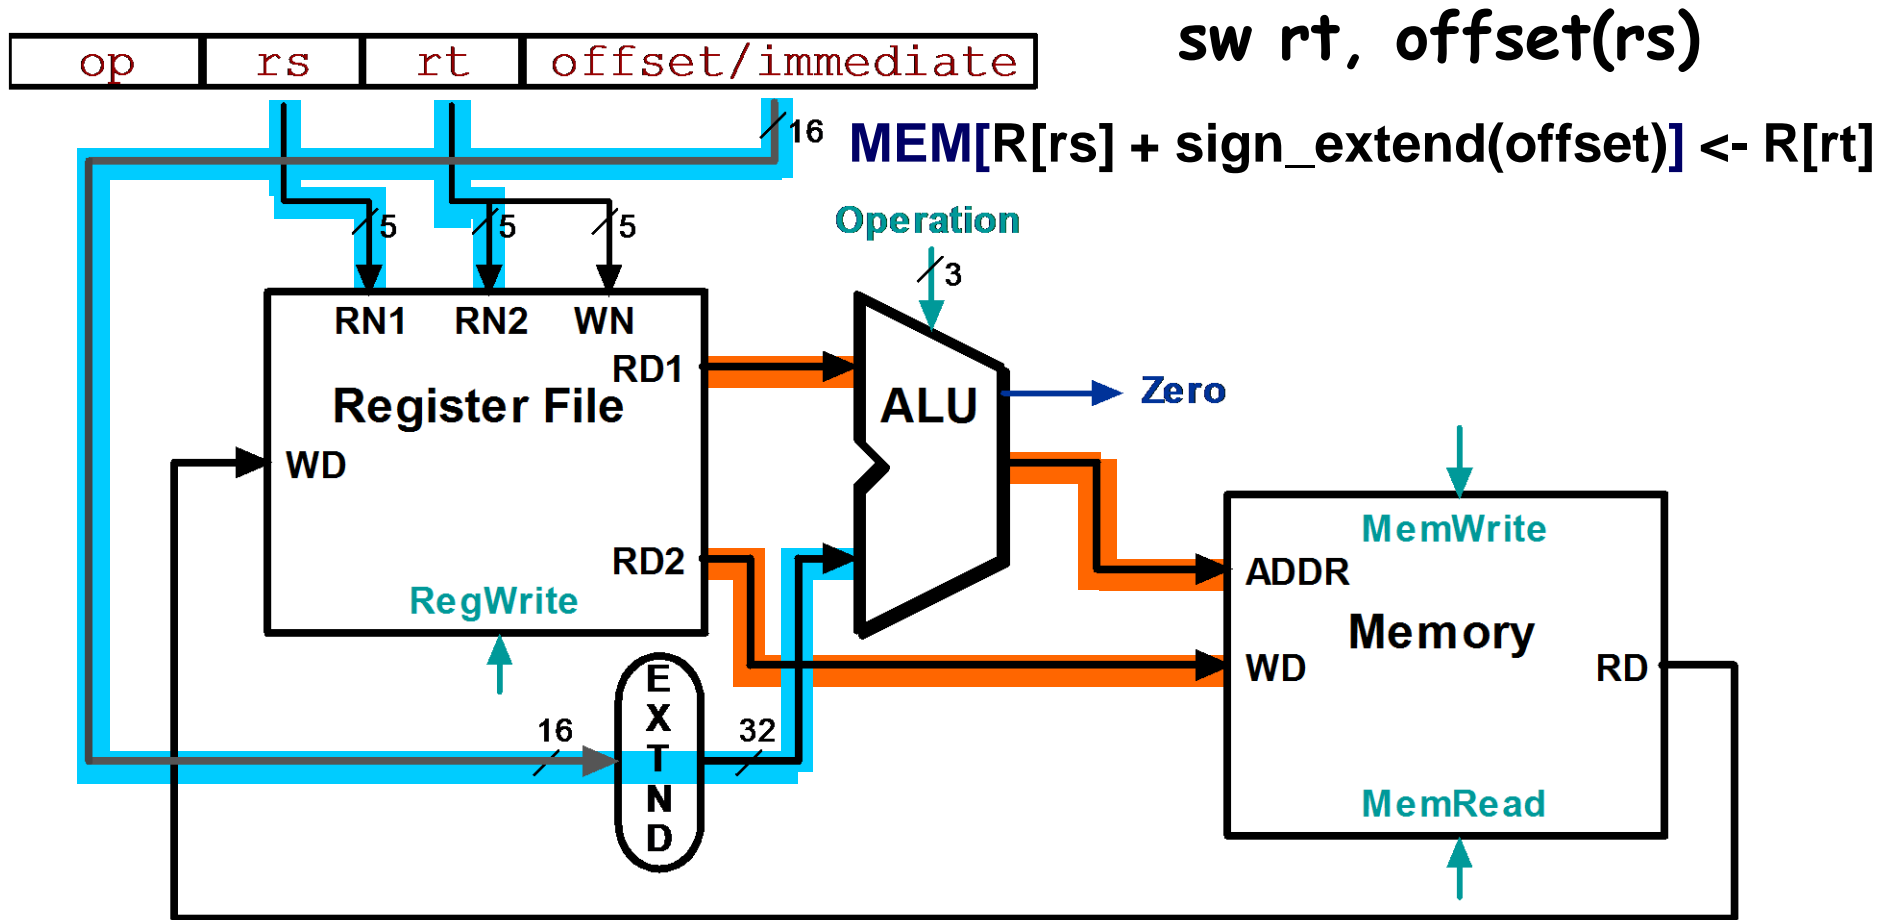 sw rt, offset(rs)
op rs rt offset/immediate
16
MEM[R[rs] + sign_extend(offset)] <- R[rt]
5 5 5
Operation
3
RN1 RN2 WN
RD1
Register File
ALU
Zero
WD
RD2
RegWrite
MemWrite
ADDR
Memory
WD
RD
MemRead
16
EXTND
32